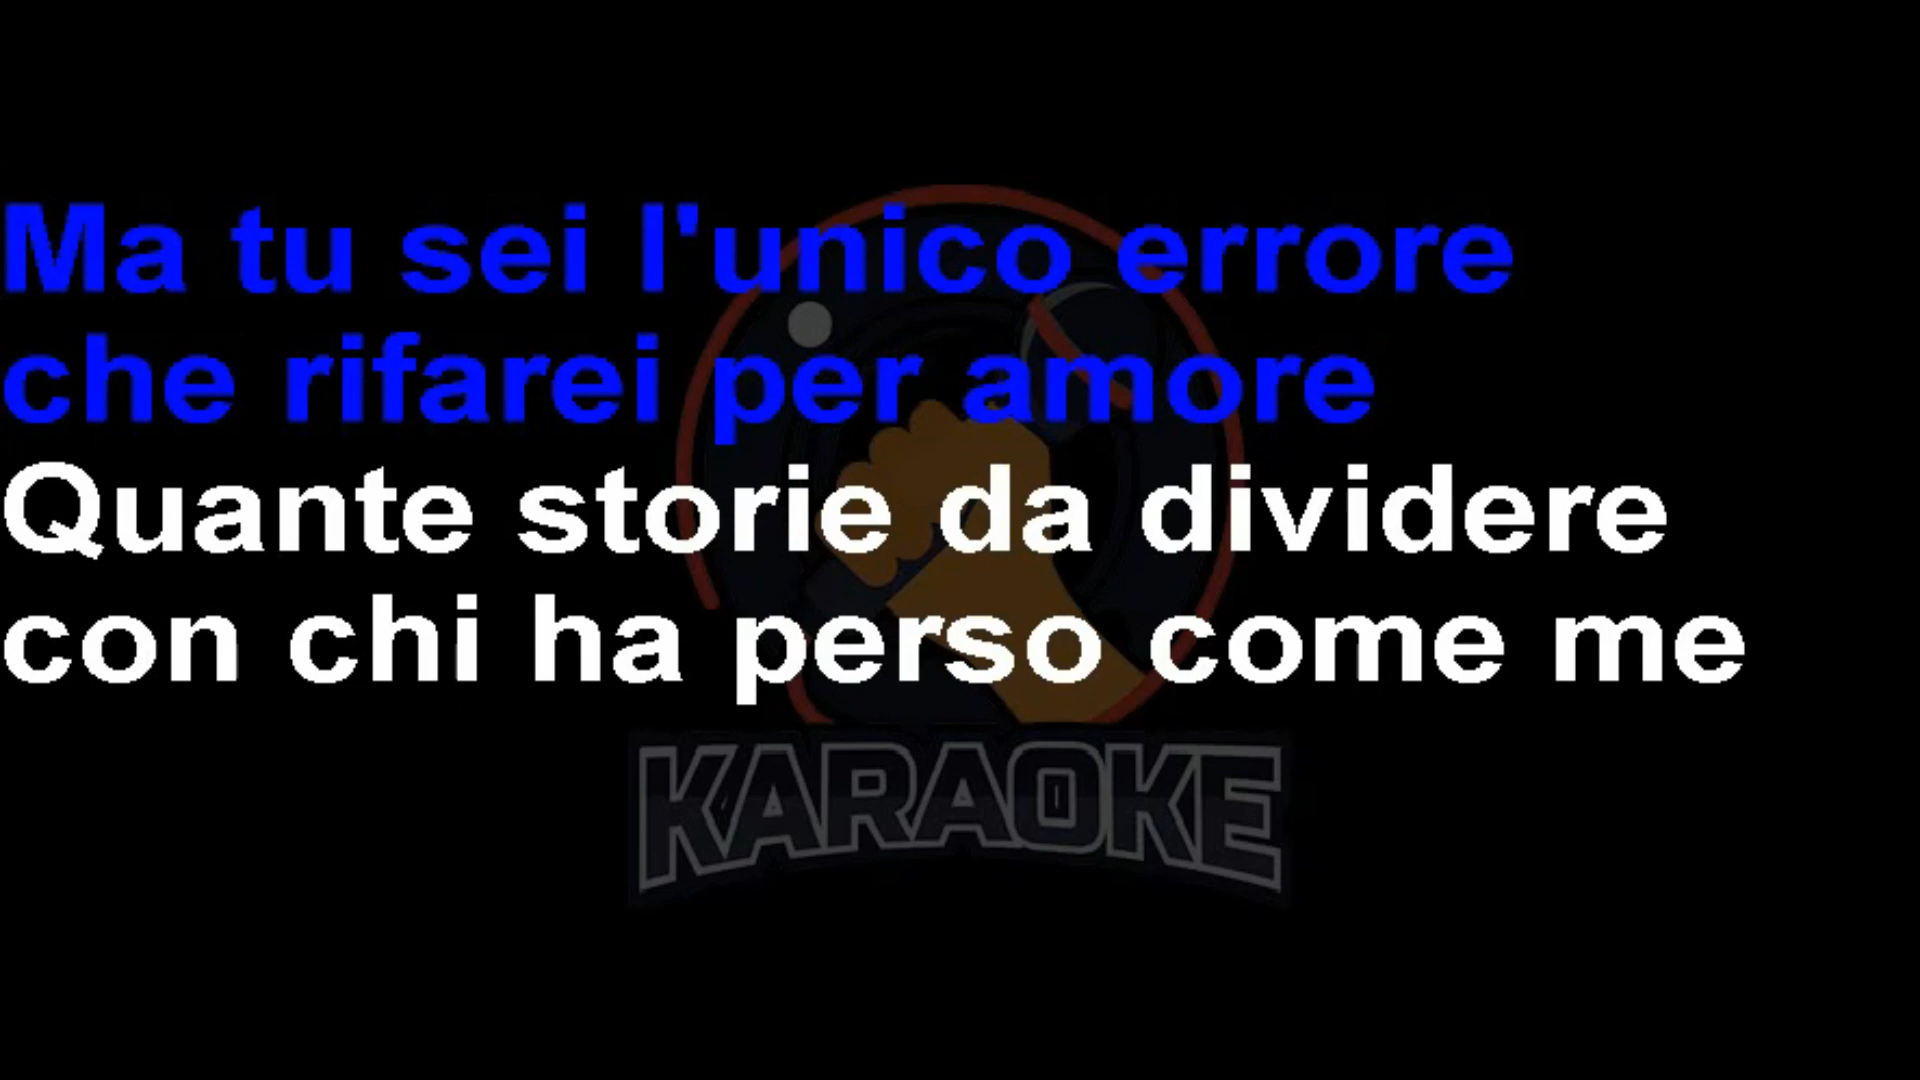 Ma tu sei l'unico errore
che rifarei per amore
Quante storie da dividere
con chi ha perso come me
KARAOKE